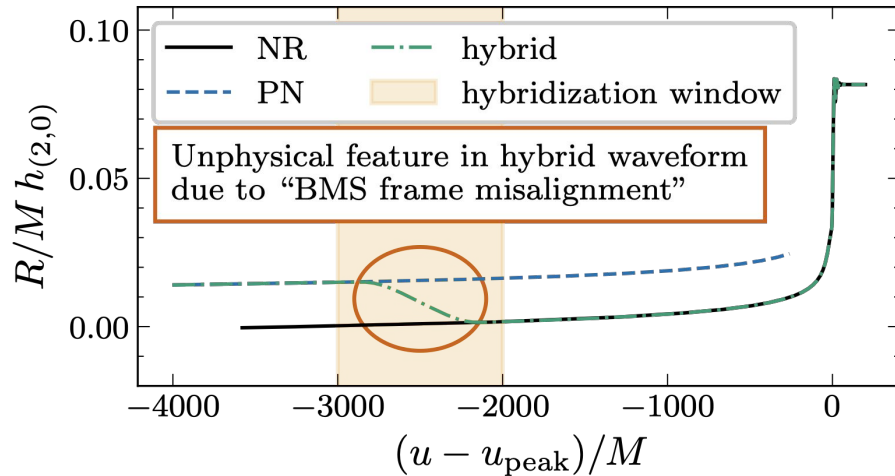 0.10
NR
hybrid
PN
hybridization window
Unphysical feature in hybrid waveform
due to “BMS frame misalignment”
0.05
R/M h(2,0)
0.00
−4000 −3000 −2000 −1000 0
(u − upeak)/M